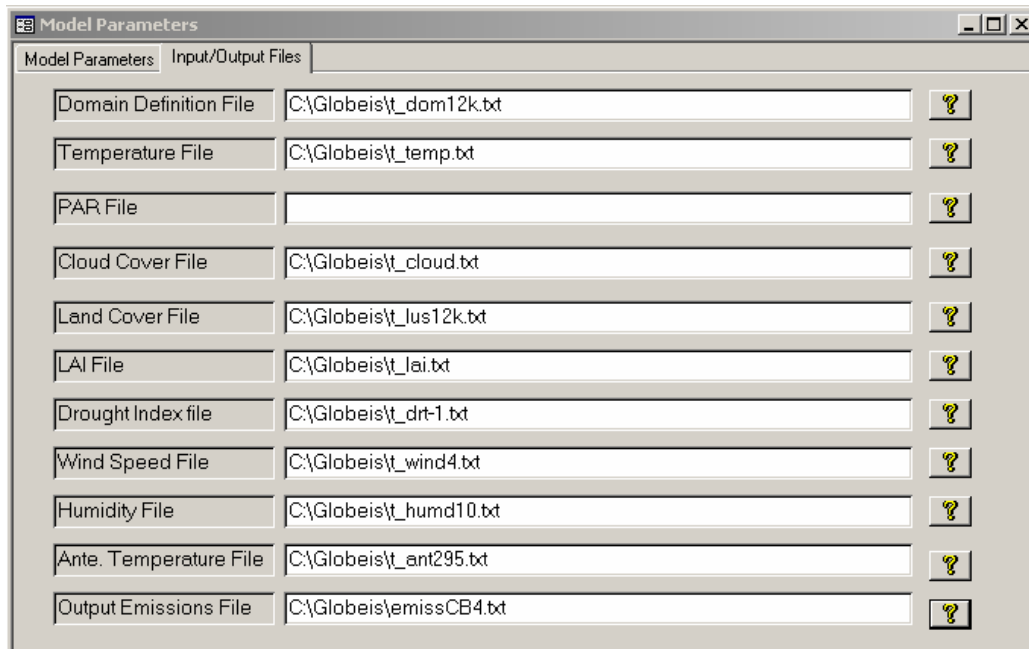 Model Parameters
Model Parameters Input/Output Files
Domain Definition File C:\Globeis\t_dom12k.txt
Temperature File C:\Globeis\t_temp.txt
PAR File
Cloud Cover File C:\Globeis\t_cloud.txt
Land Cover File C:\Globeis\t_lus12k.txt
LAI File C:\Globeis\t_lai.txt
Drought Index file C:\Globeis\t_drt-1.txt
Wind Speed File C:\Globeis\t_wind4.txt
Humidity File C:\Globeis\t_humd10.txt
Ante. Temperature File C:\Globeis\t_ant295.txt
Output Emissions File C:\Globeis\emissCB4.txt